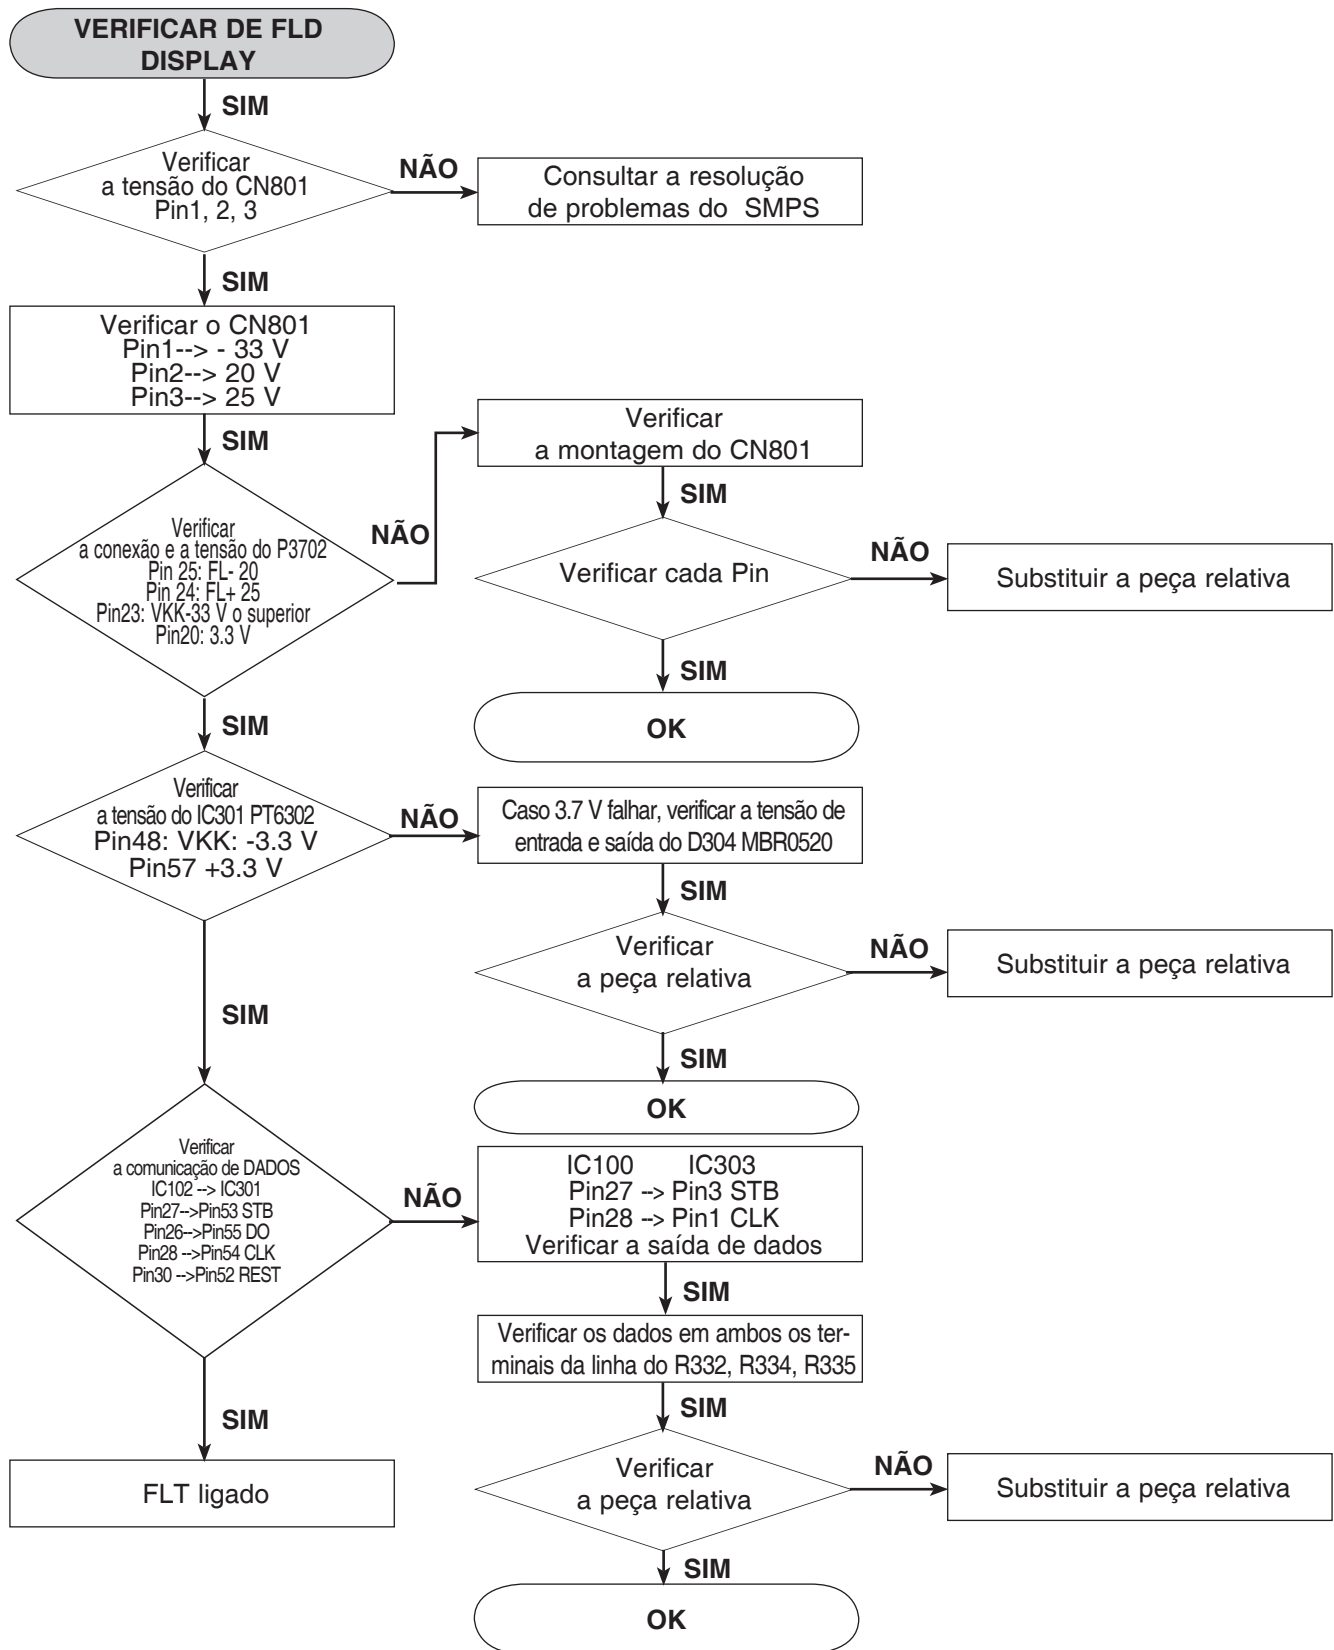 VERIFICAR DE FLD
DISPLAY
SIM
Verificar
a tensão do CN801
Pin1, 2, 3
NÃO
Consultar a resolução
de problemas do SMPS
SIM
Verificar o CN801
Pin1--> - 33 V
Pin2--> 20 V
Pin3--> 25 V
SIM
Verificar
a conexão e a tensão do P3702
Pin 25: FL- 20
Pin 24: FL+ 25
Pin23: VKK-33 V o superior
Pin20: 3.3 V
NÃO
Verificar
a montagem do CN801
SIM
Verificar cada Pin
NÃO
Substituir a peça relativa
SIM
OK
SIM
Verificar
a tensão do IC301 PT6302
Pin48: VKK: -3.3 V
Pin57 +3.3 V
NÃO
Caso 3.7 V falhar, verificar a tensão de
entrada e saída do D304 MBR0520
SIM
Verificar
a peça relativa
NÃO
Substituir a peça relativa
SIM
OK
SIM
Verificar
a comunicação de DADOS
IC102 --> IC301
Pin27-->Pin53 STB
Pin26-->Pin55 DO
Pin28 -->Pin54 CLK
Pin30 -->Pin52 REST
NÃO
IC100 IC303
Pin27 --> Pin3 STB
Pin28 --> Pin1 CLK
Verificar a saída de dados
SIM
Verificar os dados em ambos os ter-
minais da linha do R332, R334, R335
SIM
Verificar
a peça relativa
NÃO
Substituir a peça relativa
SIM
OK
SIM
FLT ligado